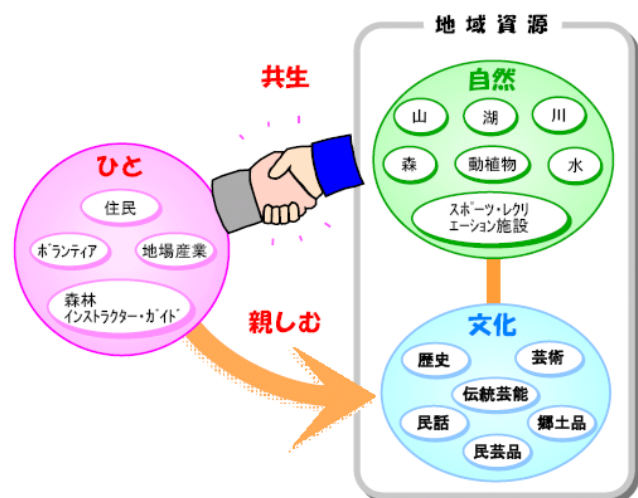 地域資源
共生
自然
山
湖
川
森
動植物
水
スポーツ・レクリ
エーション施設
ひと
住民
ボランティア
地場産業
森林
インストラクター・ガイド
親しむ
文化
歴史
芸術
伝統芸能
民話
郷土品
民芸品